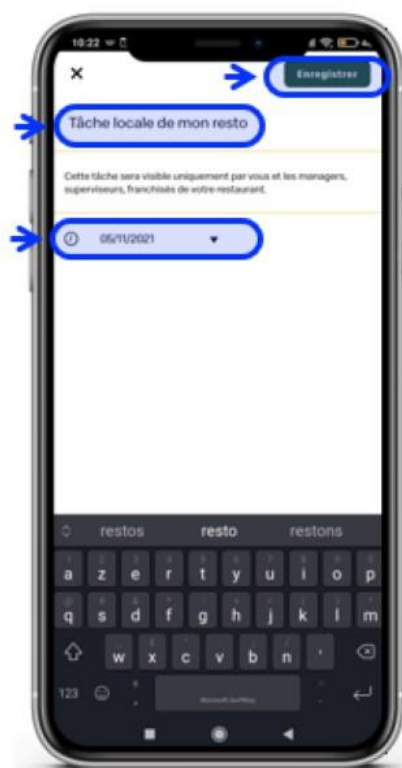 10:22
Enregistrer
Tâche locale de mon resto
Cette tâche sera visible uniquement par vous et les managers,
superviseurs, franchisés de votre restaurant.
05/11/2021
restos resto restons
a z e r t y u i o p
q s d f g h j k l m
w x c v b n '
123
Microsoft SwiftKey